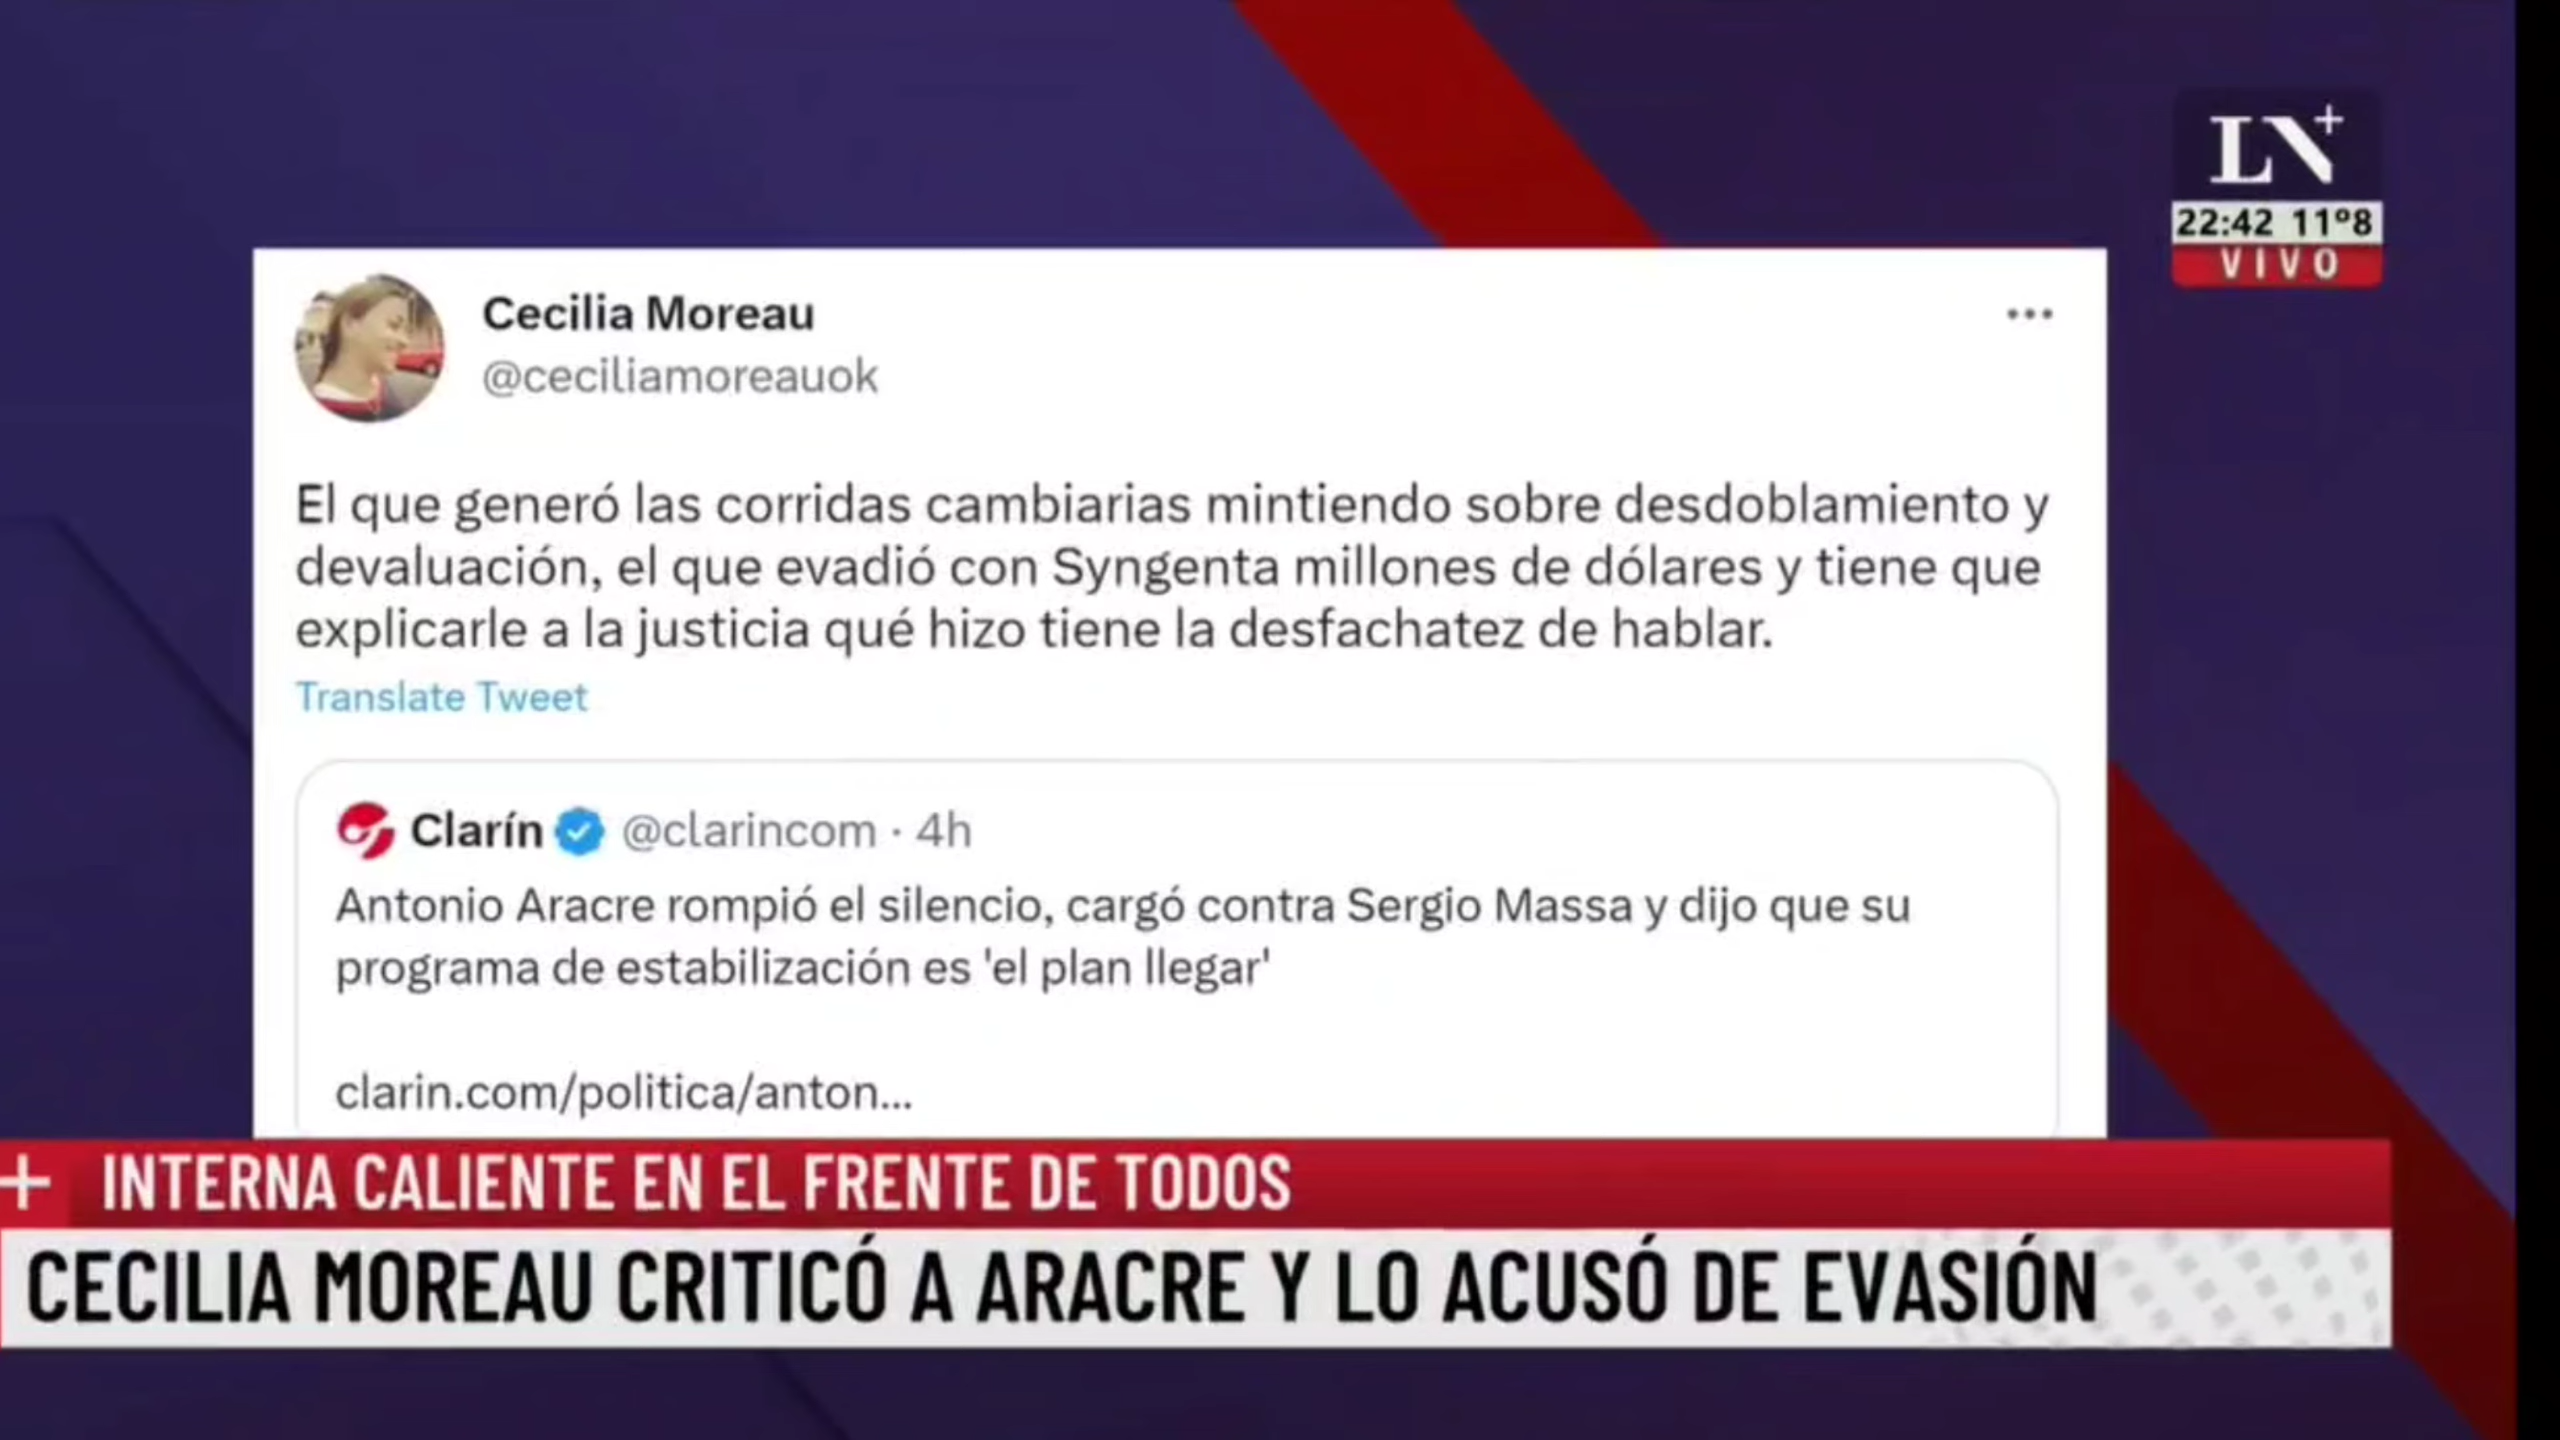 LN+
22:42 11º8
VIVO
Cecilia Moreau
@ceciliamoreauok
El que generó las corridas cambiarias mintiendo sobre desdoblamiento y
devaluación, el que evadió con Syngenta millones de dólares y tiene que
explicarle a la justicia qué hizo tiene la desfachatez de hablar.
Translate Tweet
Clarín @clarincom · 4h
Antonio Aracre rompió el silencio, cargó contra Sergio Massa y dijo que su
programa de estabilización es 'el plan llegar'
clarin.com/politica/anton...
+ INTERNA CALIENTE EN EL FRENTE DE TODOS
CECILIA MOREAU CRITICÓ A ARACRE Y LO ACUSÓ DE EVASIÓN